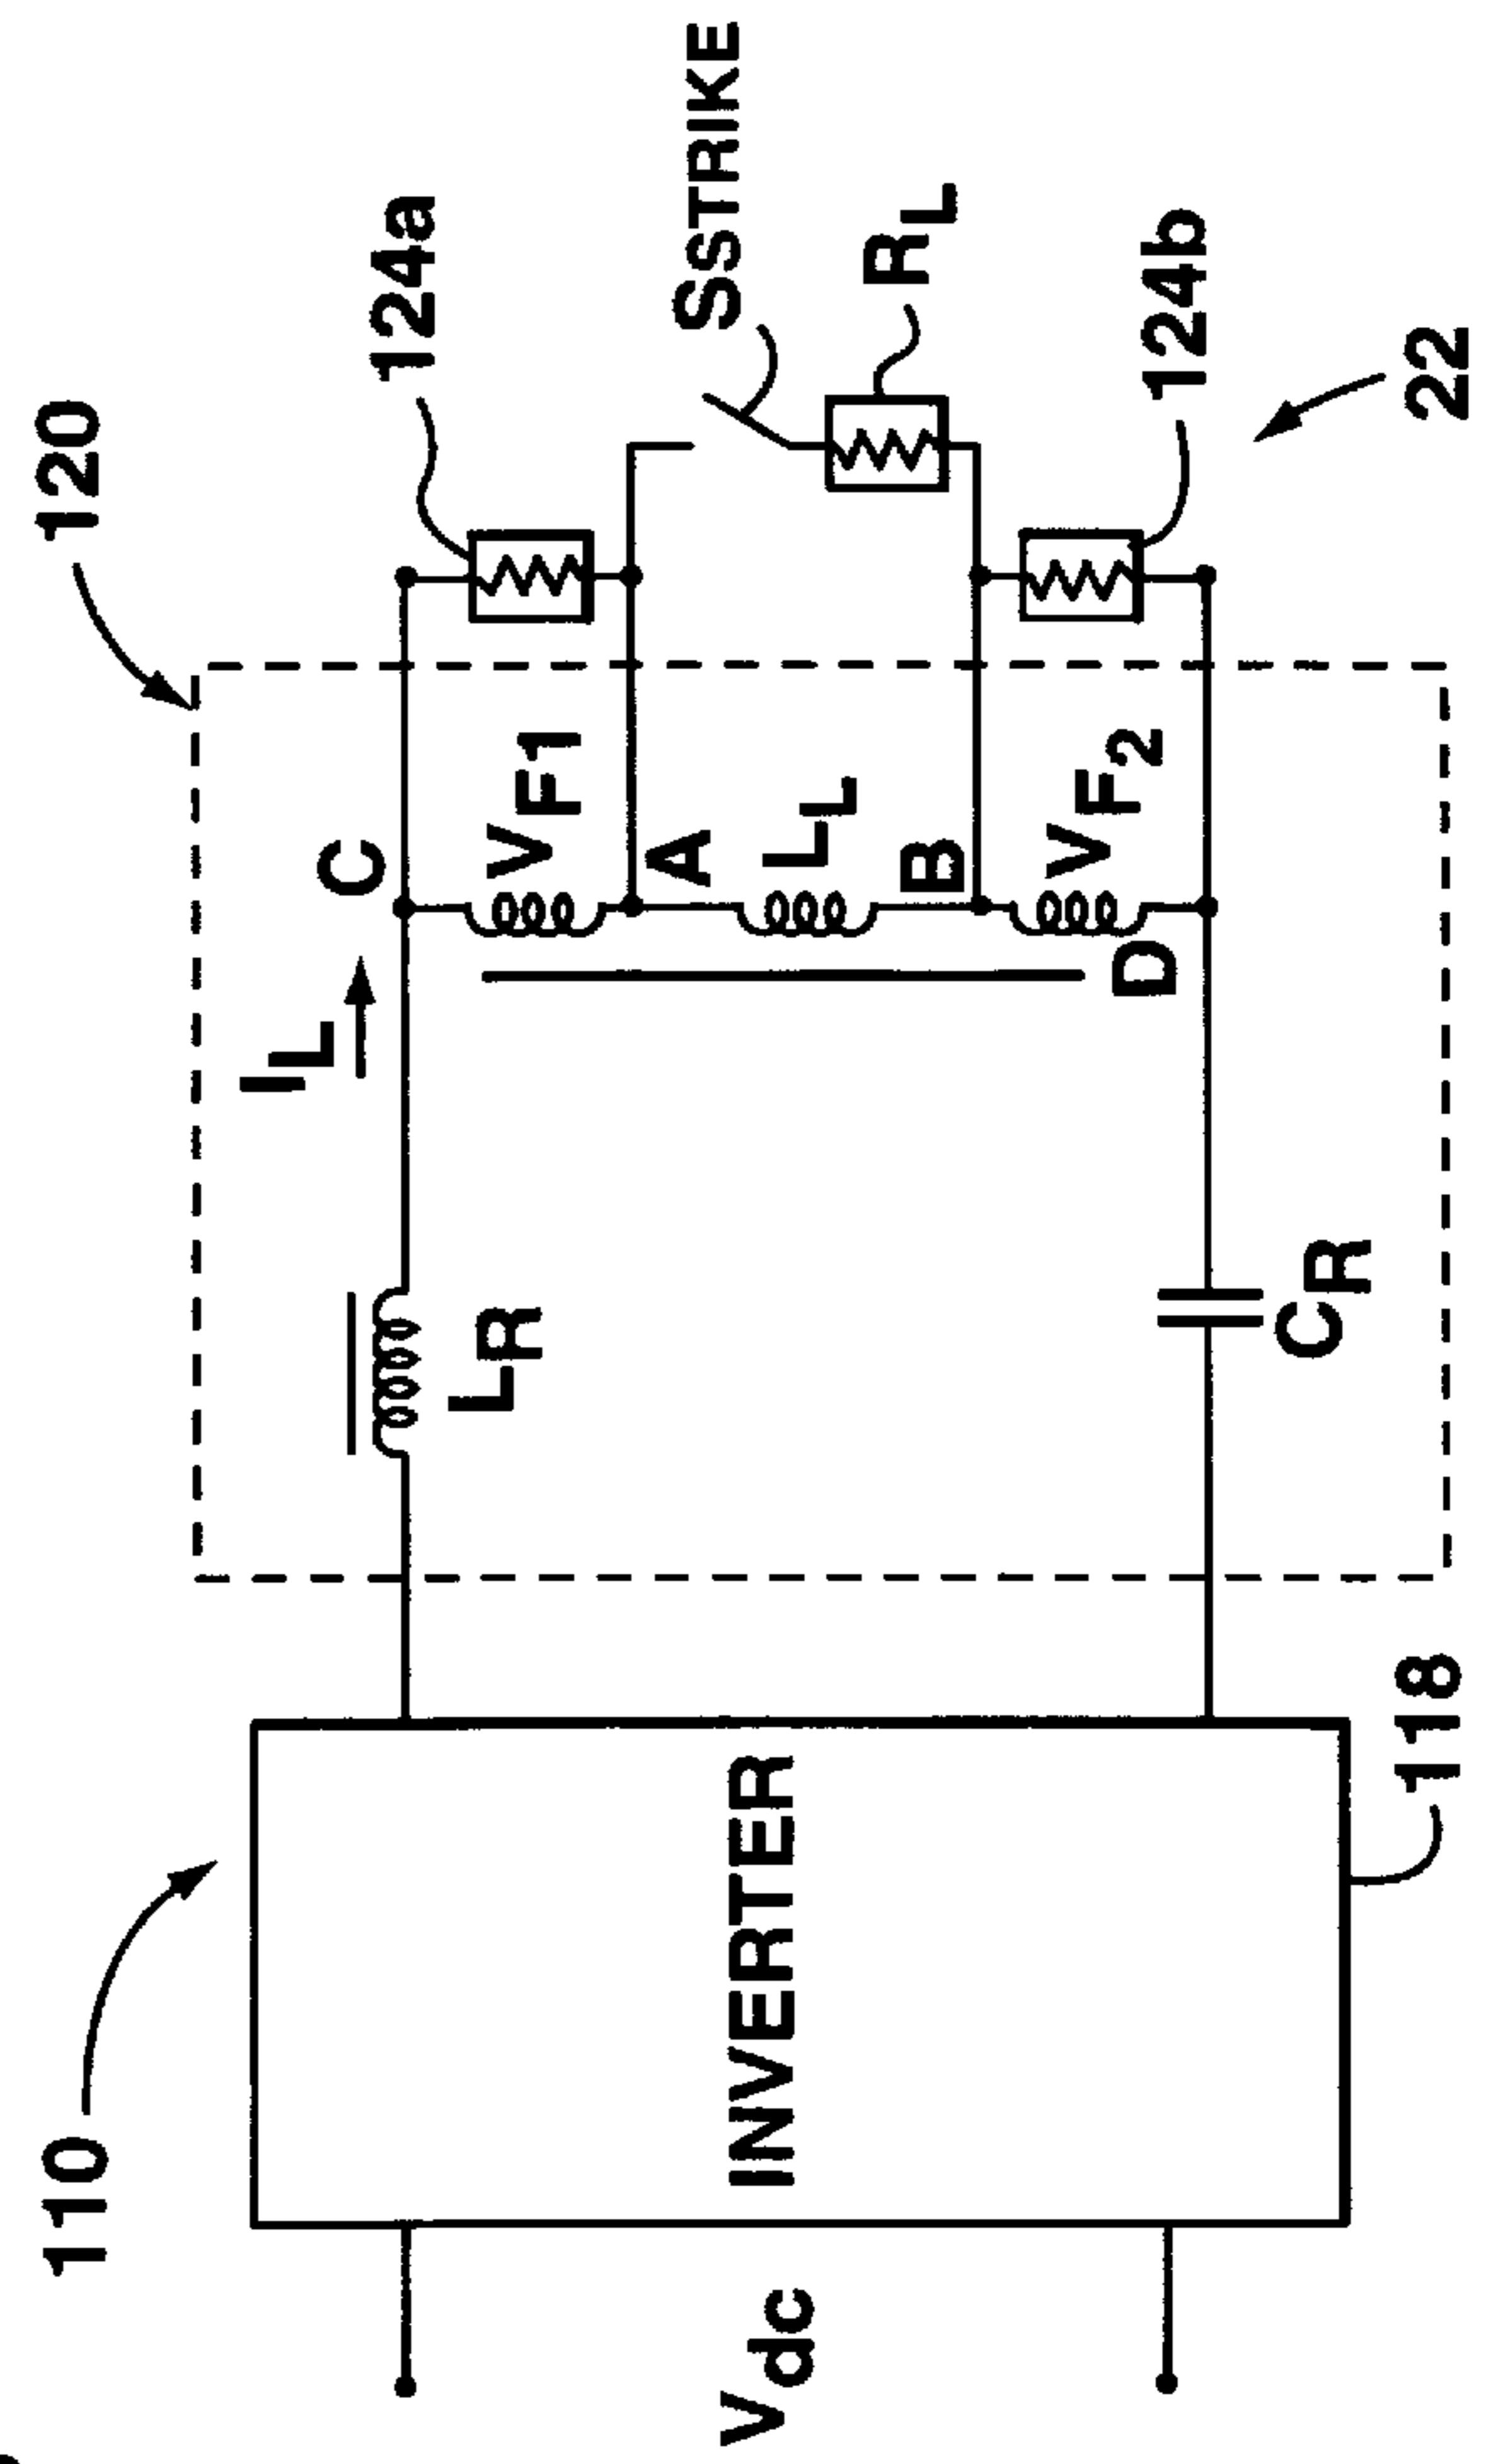 110
120
124a
SSTRIKE
RL
124b
22
IL
C
VF1
A
LL
B
VF2
D
LR
CR
INVERTER
118
Vdc